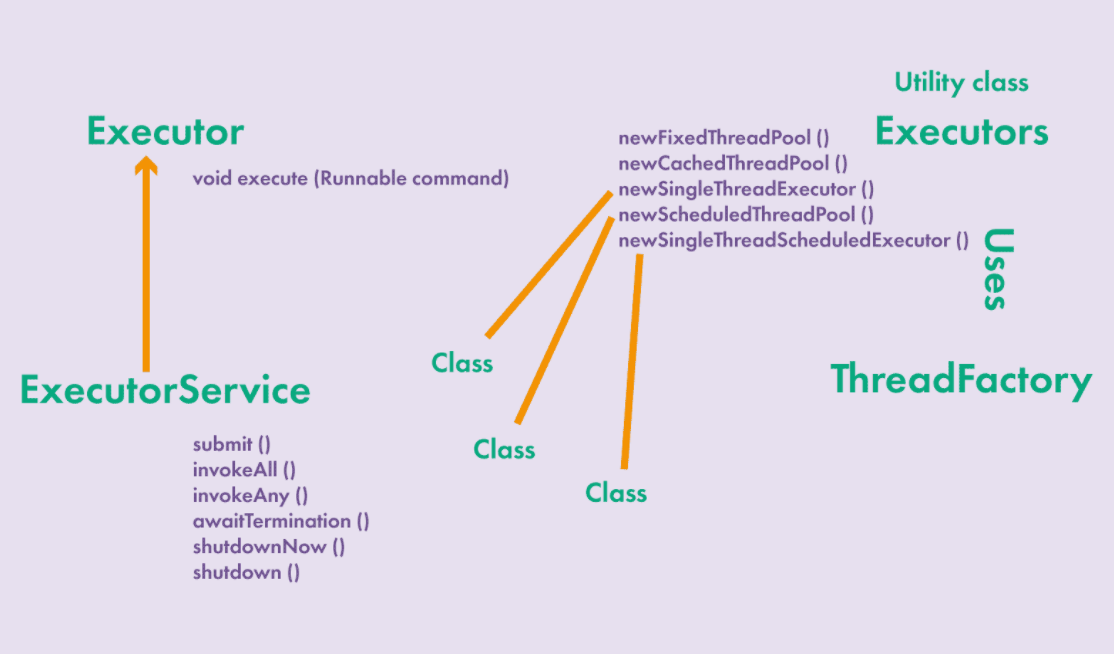 Executor
void execute (Runnable command)
ExecutorService
submit ()
invokeAll ()
invokeAny ()
awaitTermination ()
shutdownNow ()
shutdown ()
newFixedThreadPool ()
newCachedThreadPool ()
newSingleThreadExecutor ()
newScheduledThreadPool ()
newSingleThreadScheduledExecutor ()
Class
Class
Class
Utility class
Executors
Uses
ThreadFactory